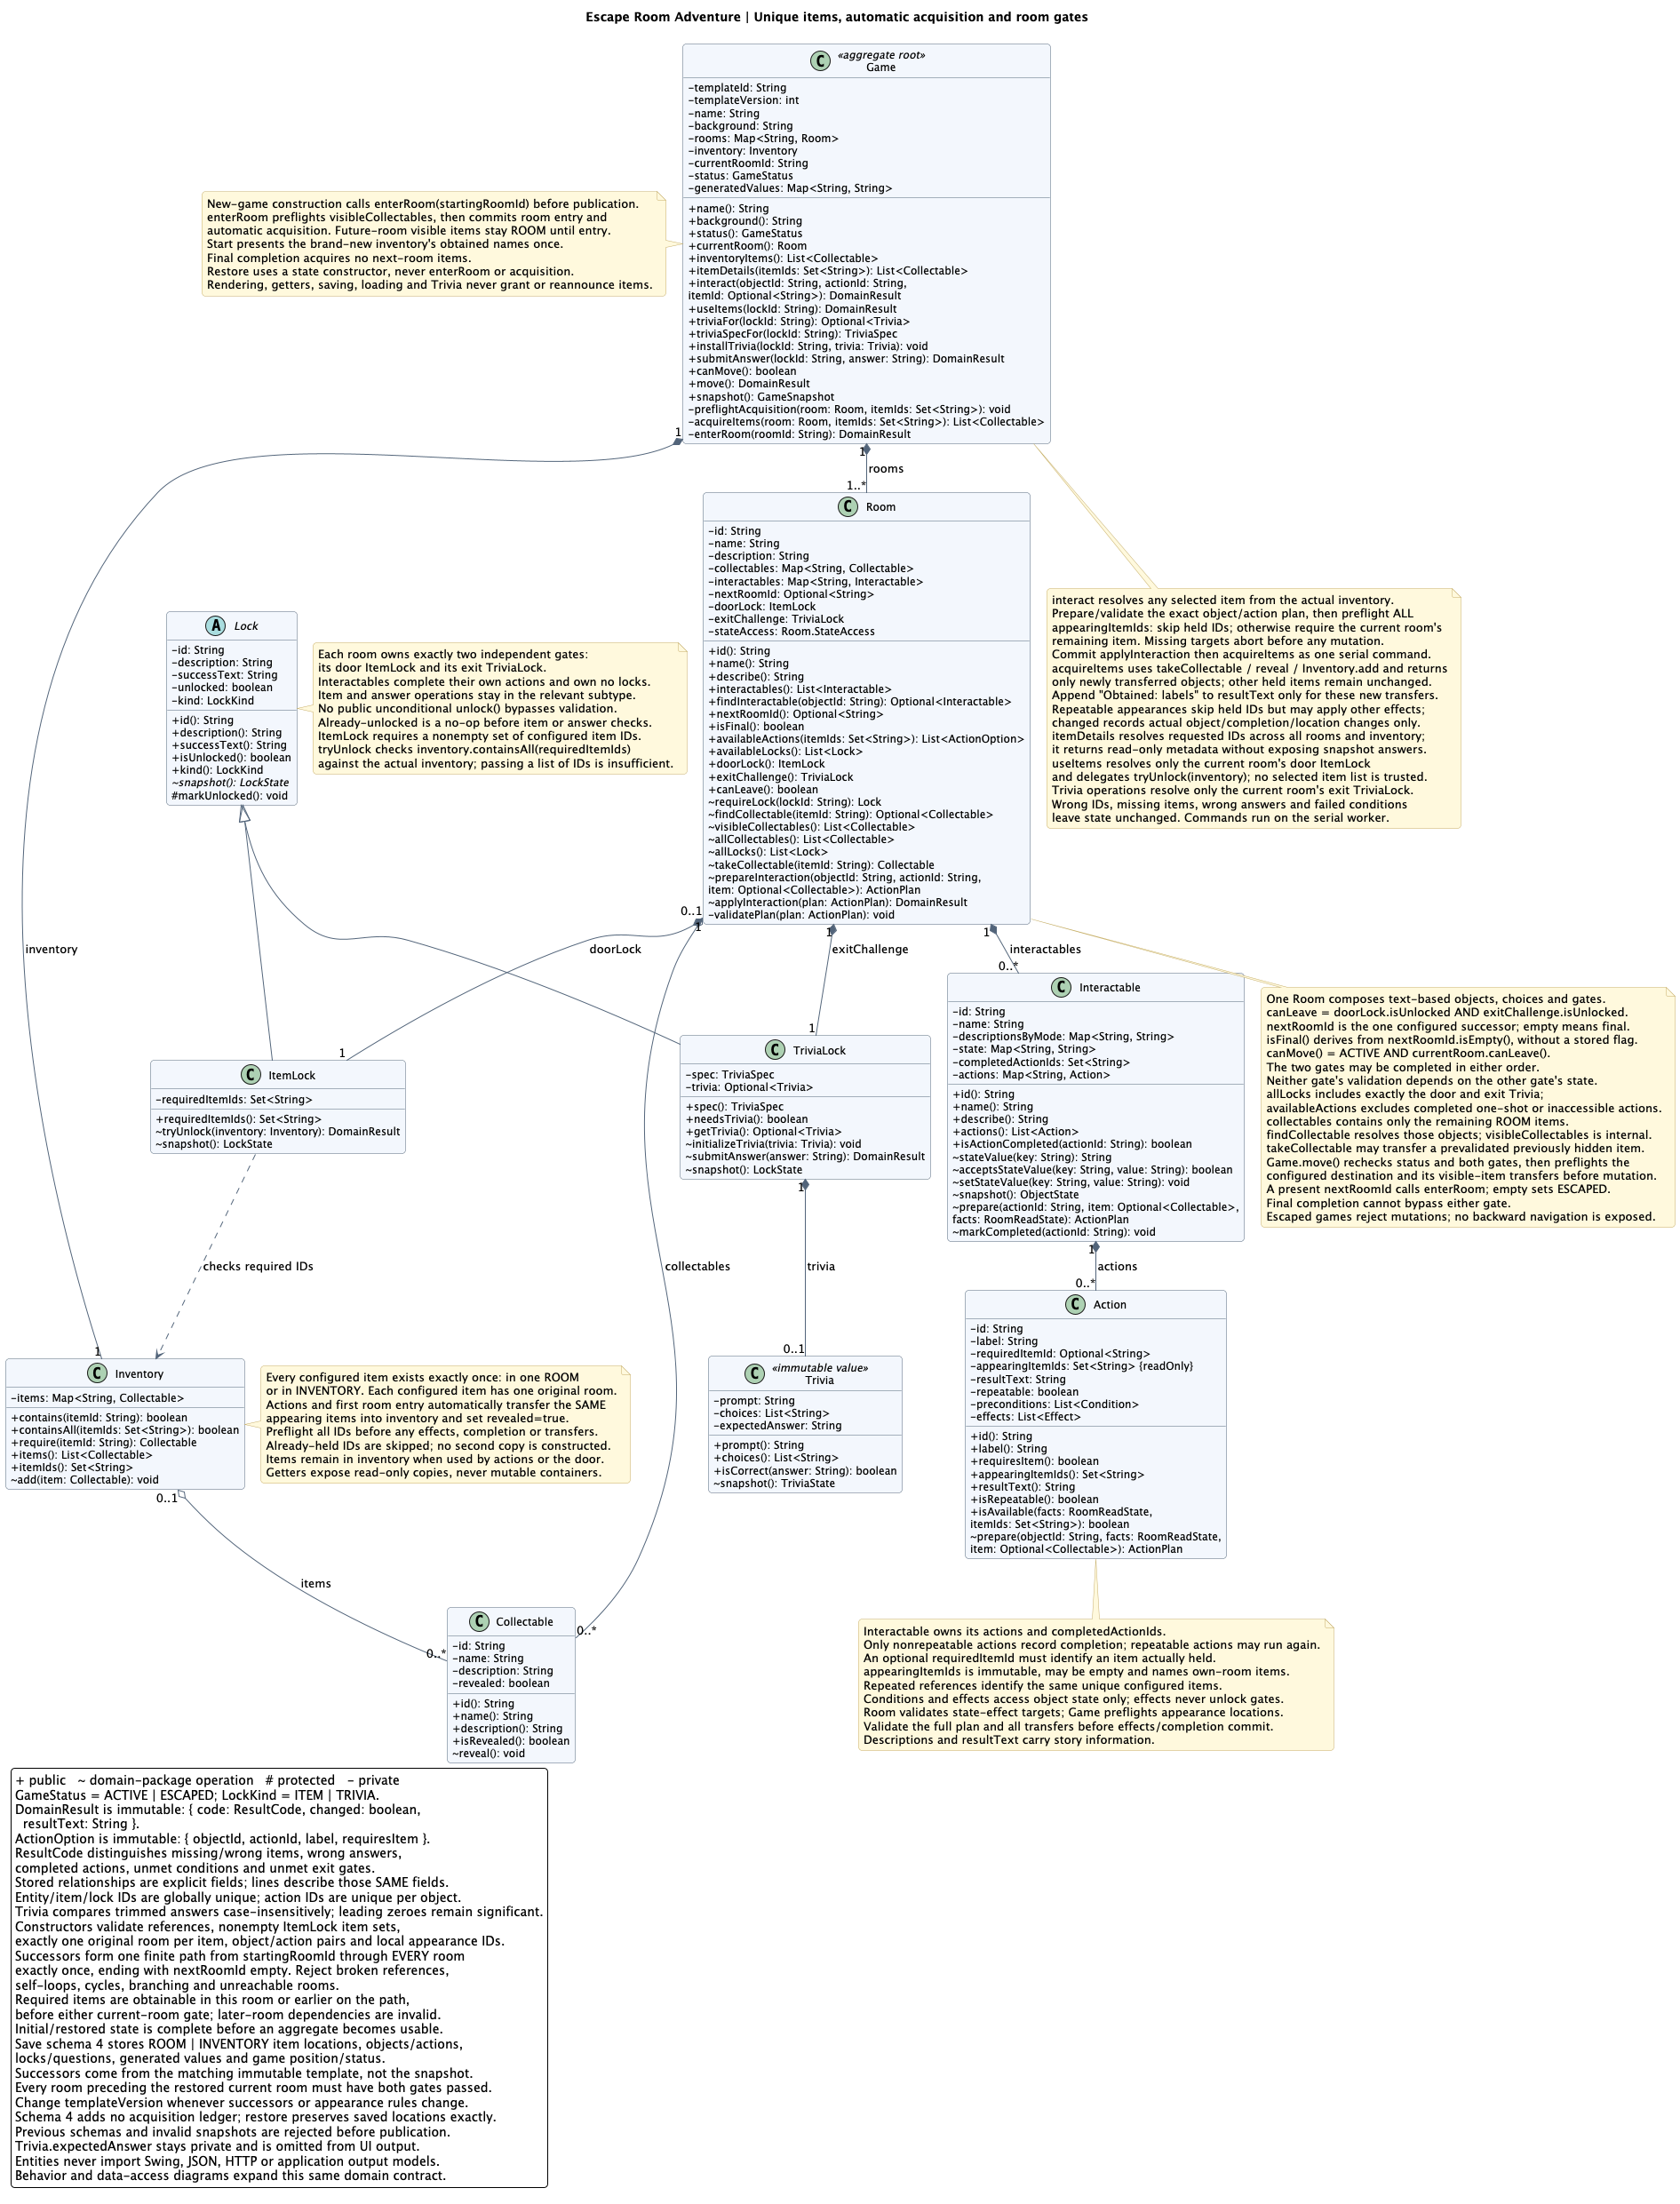 Escape Room Adventure | Unique items, automatic acquisition and room gates
C
«aggregate root»
Game
-templateId: String
-templateVersion: int
-name: String
-background: String
-rooms: Map<String, Room>
-inventory: Inventory
-currentRoomId: String
-status: GameStatus
-generatedValues: Map<String, String>
+name(): String
+background(): String
+status(): GameStatus
+currentRoom(): Room
+inventoryItems(): List<Collectable>
+itemDetails(itemIds: Set<String>): List<Collectable>
+interact(objectId: String, actionId: String,
itemId: Optional<String>): DomainResult
+useItems(lockId: String): DomainResult
+triviaFor(lockId: String): Optional<Trivia>
+triviaSpecFor(lockId: String): TriviaSpec
+installTrivia(lockId: String, trivia: Trivia): void
+submitAnswer(lockId: String, answer: String): DomainResult
+canMove(): boolean
+move(): DomainResult
+snapshot(): GameSnapshot
-preflightAcquisition(room: Room, itemIds: Set<String>): void
-acquireItems(room: Room, itemIds: Set<String>): List<Collectable>
-enterRoom(roomId: String): DomainResult
New-game construction calls enterRoom(startingRoomId) before publication.
enterRoom preflights visibleCollectables, then commits room entry and
automatic acquisition. Future-room visible items stay ROOM until entry.
Start presents the brand-new inventory's obtained names once.
Final completion acquires no next-room items.
Restore uses a state constructor, never enterRoom or acquisition.
Rendering, getters, saving, loading and Trivia never grant or reannounce items.
1
1
rooms
1..*
C Room
-id: String
-name: String
-description: String
-collectables: Map<String, Collectable>
-interactables: Map<String, Interactable>
-nextRoomId: Optional<String>
-doorLock: ItemLock
-exitChallenge: TriviaLock
-stateAccess: Room.StateAccess
+id(): String
+name(): String
+describe(): String
+interactables(): List<Interactable>
+findInteractable(objectId: String): Optional<Interactable>
+nextRoomId(): Optional<String>
+isFinal(): boolean
+availableActions(itemIds: Set<String>): List<ActionOption>
+availableLocks(): List<Lock>
+doorLock(): ItemLock
+exitChallenge(): TriviaLock
+canLeave(): boolean
~requireLock(lockId: String): Lock
~findCollectable(itemId: String): Optional<Collectable>
~visibleCollectables(): List<Collectable>
~allCollectables(): List<Collectable>
~allLocks(): List<Lock>
~takeCollectable(itemId: String): Collectable
~prepareInteraction(objectId: String, actionId: String,
item: Optional<Collectable>): ActionPlan
~applyInteraction(plan: ActionPlan): DomainResult
-validatePlan(plan: ActionPlan): void
interact resolves any selected item from the actual inventory.
Prepare/validate the exact object/action plan, then preflight ALL
appearingItemIds: skip held IDs; otherwise require the current room's
remaining item. Missing targets abort before any mutation.
Commit applyInteraction then acquireItems as one serial command.
acquireItems uses takeCollectable / reveal / Inventory.add and returns
only newly transferred objects; other held items remain unchanged.
Append "Obtained: labels" to resultText only for these new transfers.
Repeatable appearances skip held IDs but may apply other effects;
changed records actual object/completion/location changes only.
itemDetails resolves requested IDs across all rooms and inventory;
it returns read-only metadata without exposing snapshot answers.
useItems resolves only the current room's door ItemLock
and delegates tryUnlock(inventory); no selected item list is trusted.
Trivia operations resolve only the current room's exit TriviaLock.
Wrong IDs, missing items, wrong answers and failed conditions
leave state unchanged. Commands run on the serial worker.
A Lock
-id: String
-description: String
-successText: String
-unlocked: boolean
-kind: LockKind
+id(): String
+description(): String
+successText(): String
+isUnlocked(): boolean
+kind(): LockKind
~snapshot(): LockState
#markUnlocked(): void
Each room owns exactly two independent gates:
its door ItemLock and its exit TriviaLock.
Interactables complete their own actions and own no locks.
Item and answer operations stay in the relevant subtype.
No public unconditional unlock() bypasses validation.
Already-unlocked is a no-op before item or answer checks.
ItemLock requires a nonempty set of configured item IDs.
tryUnlock checks inventory.containsAll(requiredItemIds)
against the actual inventory; passing a list of IDs is insufficient.
0..1
1
1
1
inventory
doorLock
exitChallenge
interactables
0..*
1
1
C Interactable
-id: String
-name: String
-descriptionsByMode: Map<String, String>
-state: Map<String, String>
-completedActionIds: Set<String>
-actions: Map<String, Action>
+id(): String
+name(): String
+describe(): String
+actions(): List<Action>
+isActionCompleted(actionId: String): boolean
~stateValue(key: String): String
~acceptsStateValue(key: String, value: String): boolean
~setStateValue(key: String, value: String): void
~snapshot(): ObjectState
~prepare(actionId: String, item: Optional<Collectable>,
facts: RoomReadState): ActionPlan
~markCompleted(actionId: String): void
One Room composes text-based objects, choices and gates.
canLeave = doorLock.isUnlocked AND exitChallenge.isUnlocked.
nextRoomId is the one configured successor; empty means final.
isFinal() derives from nextRoomId.isEmpty(), without a stored flag.
canMove() = ACTIVE AND currentRoom.canLeave().
The two gates may be completed in either order.
Neither gate's validation depends on the other gate's state.
allLocks includes exactly the door and exit Trivia;
availableActions excludes completed one-shot or inaccessible actions.
collectables contains only the remaining ROOM items.
findCollectable resolves those objects; visibleCollectables is internal.
takeCollectable may transfer a prevalidated previously hidden item.
Game.move() rechecks status and both gates, then preflights the
configured destination and its visible-item transfers before mutation.
A present nextRoomId calls enterRoom; empty sets ESCAPED.
Final completion cannot bypass either gate.
Escaped games reject mutations; no backward navigation is exposed.
C ItemLock
-requiredItemIds: Set<String>
+requiredItemIds(): Set<String>
~tryUnlock(inventory: Inventory): DomainResult
~snapshot(): LockState
C TriviaLock
-spec: TriviaSpec
-trivia: Optional<Trivia>
+spec(): TriviaSpec
+needsTrivia(): boolean
+getTrivia(): Optional<Trivia>
~initializeTrivia(trivia: Trivia): void
~submitAnswer(answer: String): DomainResult
~snapshot(): LockState
1
1
checks required IDs
collectables
trivia
actions
0..*
C Action
-id: String
-label: String
-requiredItemId: Optional<String>
-appearingItemIds: Set<String> {readOnly}
-resultText: String
-repeatable: boolean
-preconditions: List<Condition>
-effects: List<Effect>
+id(): String
+label(): String
+requiresItem(): boolean
+appearingItemIds(): Set<String>
+resultText(): String
+isRepeatable(): boolean
+isAvailable(facts: RoomReadState,
itemIds: Set<String>): boolean
~prepare(objectId: String, facts: RoomReadState,
item: Optional<Collectable>): ActionPlan
1
0..1
C Inventory
-items: Map<String, Collectable>
+contains(itemId: String): boolean
+containsAll(itemIds: Set<String>): boolean
+require(itemId: String): Collectable
+items(): List<Collectable>
+itemIds(): Set<String>
~add(item: Collectable): void
Every configured item exists exactly once: in one ROOM
or in INVENTORY. Each configured item has one original room.
Actions and first room entry automatically transfer the SAME
appearing items into inventory and set revealed=true.
Preflight all IDs before any effects, completion or transfers.
Already-held IDs are skipped; no second copy is constructed.
Items remain in inventory when used by actions or the door.
Getters expose read-only copies, never mutable containers.
C
«immutable value»
Trivia
-prompt: String
-choices: List<String>
-expectedAnswer: String
+prompt(): String
+choices(): List<String>
+isCorrect(answer: String): boolean
~snapshot(): TriviaState
0..1
items
C Collectable
-id: String
-name: String
-description: String
-revealed: boolean
+id(): String
+name(): String
+description(): String
+isRevealed(): boolean
~reveal(): void
0..*
0..*
Interactable owns its actions and completedActionIds.
Only nonrepeatable actions record completion; repeatable actions may run again.
An optional requiredItemId must identify an item actually held.
appearingItemIds is immutable, may be empty and names own-room items.
Repeated references identify the same unique configured items.
Conditions and effects access object state only; effects never unlock gates.
Room validates state-effect targets; Game preflights appearance locations.
Validate the full plan and all transfers before effects/completion commit.
Descriptions and resultText carry story information.
+ public ~ domain-package operation # protected - private
GameStatus = ACTIVE | ESCAPED; LockKind = ITEM | TRIVIA.
DomainResult is immutable: { code: ResultCode, changed: boolean,
resultText: String }.
ActionOption is immutable: { objectId, actionId, label, requiresItem }.
ResultCode distinguishes missing/wrong items, wrong answers,
completed actions, unmet conditions and unmet exit gates.
Stored relationships are explicit fields; lines describe those SAME fields.
Entity/item/lock IDs are globally unique; action IDs are unique per object.
Trivia compares trimmed answers case-insensitively; leading zeroes remain significant.
Constructors validate references, nonempty ItemLock item sets,
exactly one original room per item, object/action pairs and local appearance IDs.
Successors form one finite path from startingRoomId through EVERY room
exactly once, ending with nextRoomId empty. Reject broken references,
self-loops, cycles, branching and unreachable rooms.
Required items are obtainable in this room or earlier on the path,
before either current-room gate; later-room dependencies are invalid.
Initial/restored state is complete before an aggregate becomes usable.
Save schema 4 stores ROOM | INVENTORY item locations, objects/actions,
locks/questions, generated values and game position/status.
Successors come from the matching immutable template, not the snapshot.
Every room preceding the restored current room must have both gates passed.
Change templateVersion whenever successors or appearance rules change.
Schema 4 adds no acquisition ledger; restore preserves saved locations exactly.
Previous schemas and invalid snapshots are rejected before publication.
Trivia.expectedAnswer stays private and is omitted from UI output.
Entities never import Swing, JSON, HTTP or application output models.
Behavior and data-access diagrams expand this same domain contract.